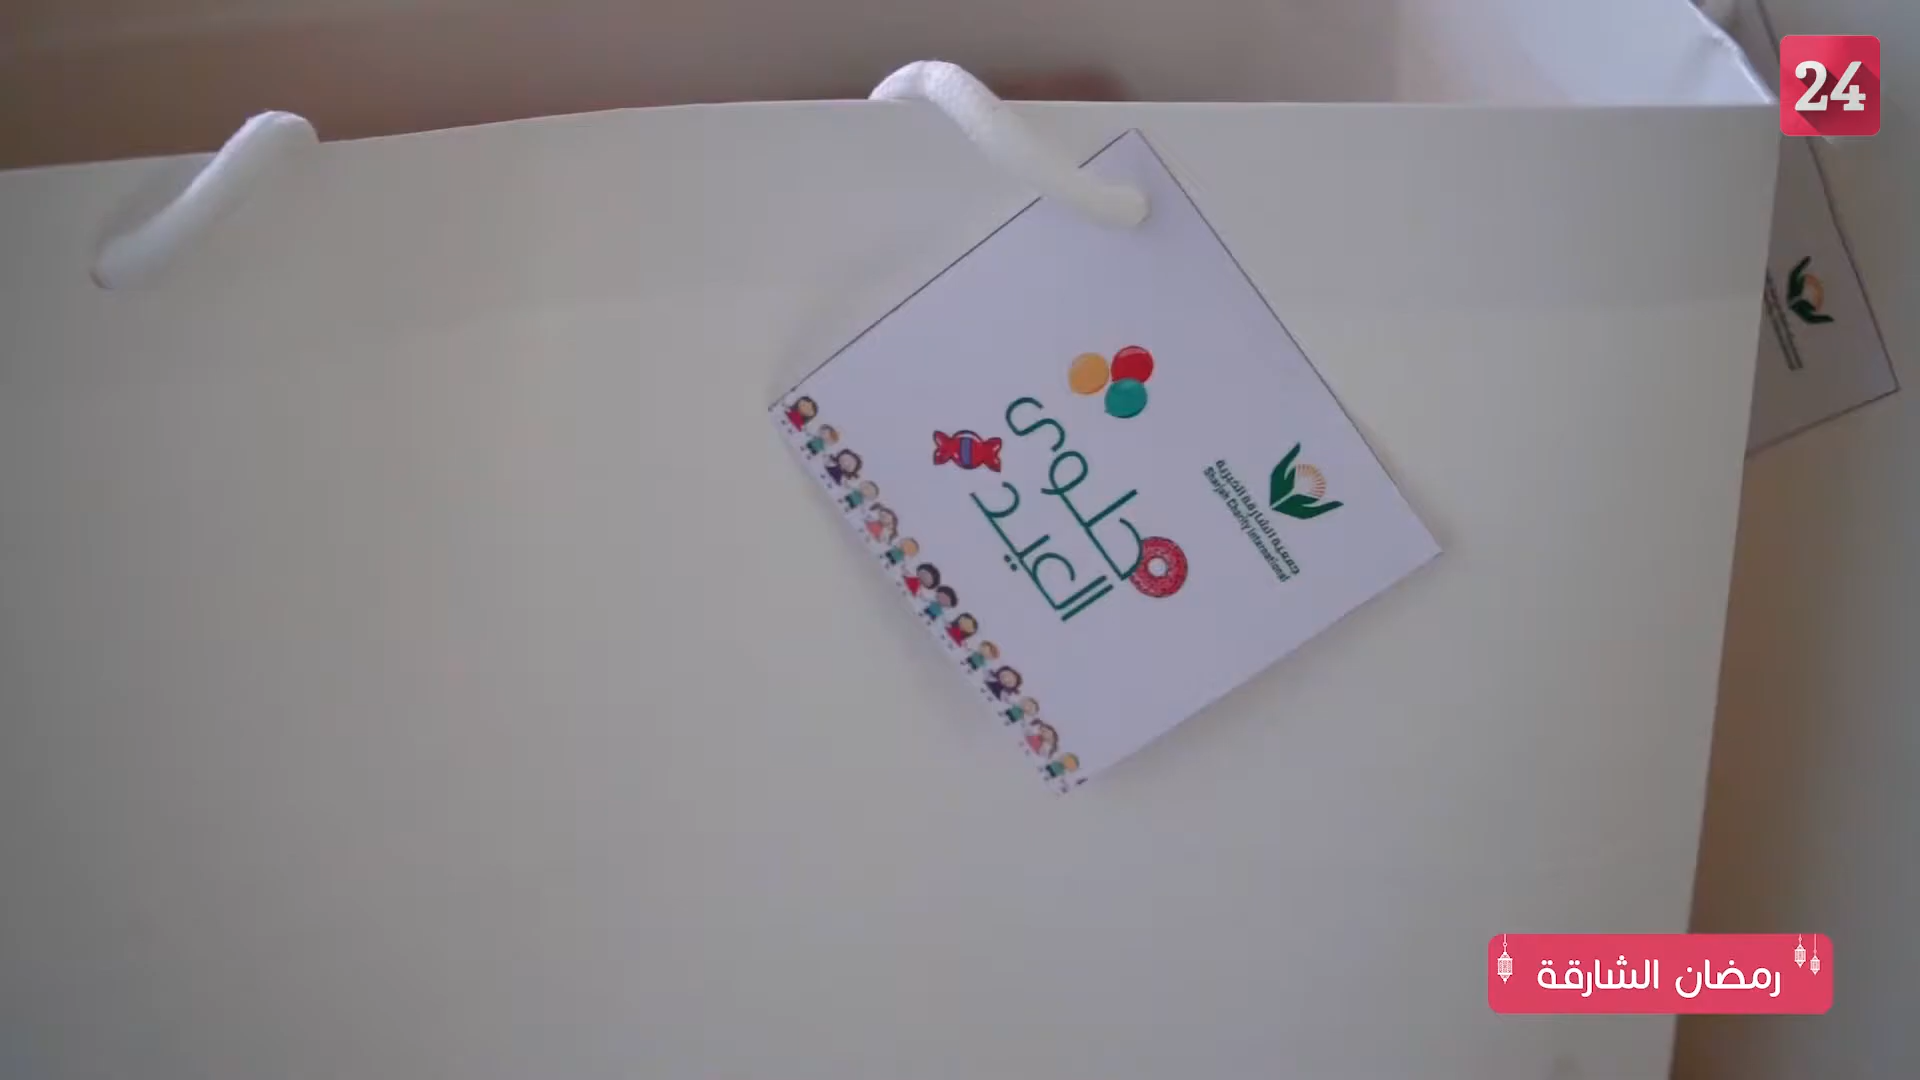 24
حلوى
العيد
جمعية الشارقة الخيرية
Sharjah Charity International
رمضان الشارقة